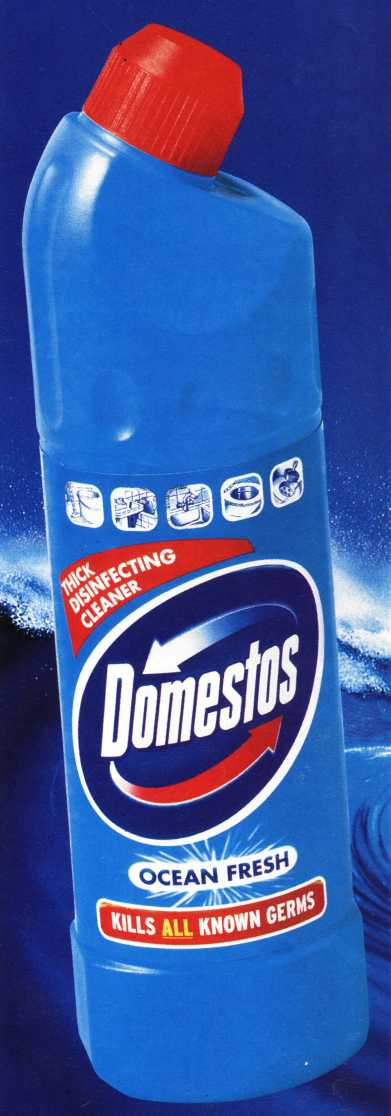 THICK
DISINFECTING
CLEANER
Domestos
OCEAN FRESH
KILLS ALL KNOWN GERMS